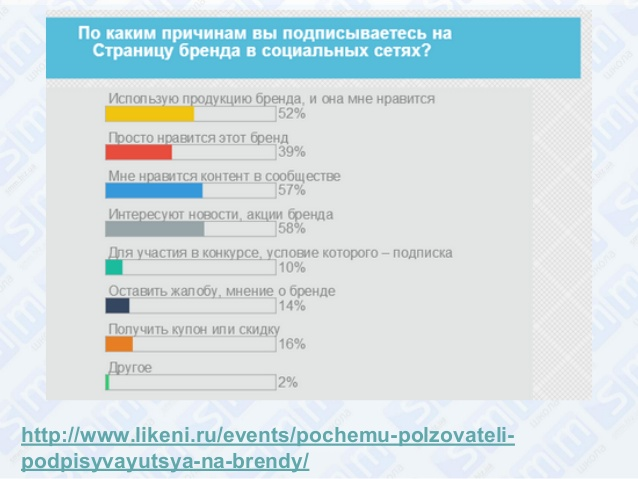 По каким причинам вы подписываетесь на
Страницу бренда в социальных сетях?
Использую продукцию бренда, и она мне нравится
52%
Просто нравится этот бренд
39%
Мне нравится контент в сообществе
57%
Интересуют новости, акции бренда
58%
Для участия в конкурсе, условие которого – подписка
10%
Оставить жалобу, мнение о бренде
14%
Получить купон или скидку
16%
Другое
2%
http://www.likeni.ru/events/pochemu-polzovateli-
podpisyvayutsya-na-brendy/